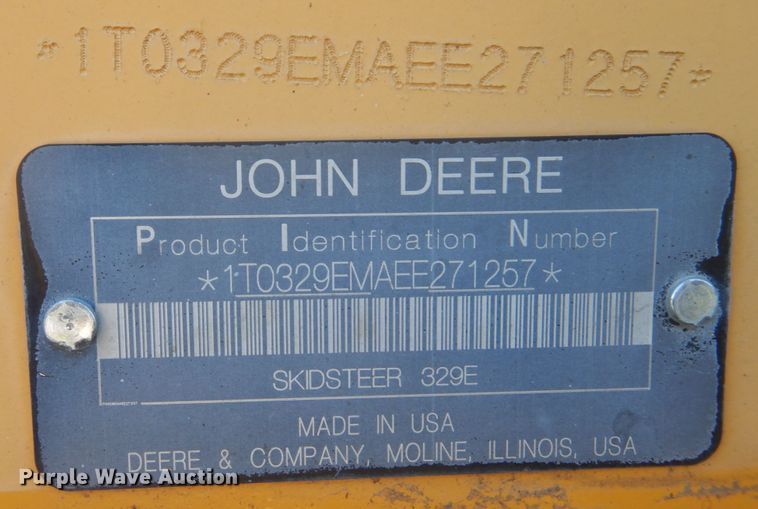 *1T0329EMAEE271257*
JOHN DEERE
Product Identification Number
*1T0329EMAEE271257*
SKIDSTEER 329E
MADE IN USA
DEERE & COMPANY, MOLINE, ILLINOIS, USA
Purple Wave Auction